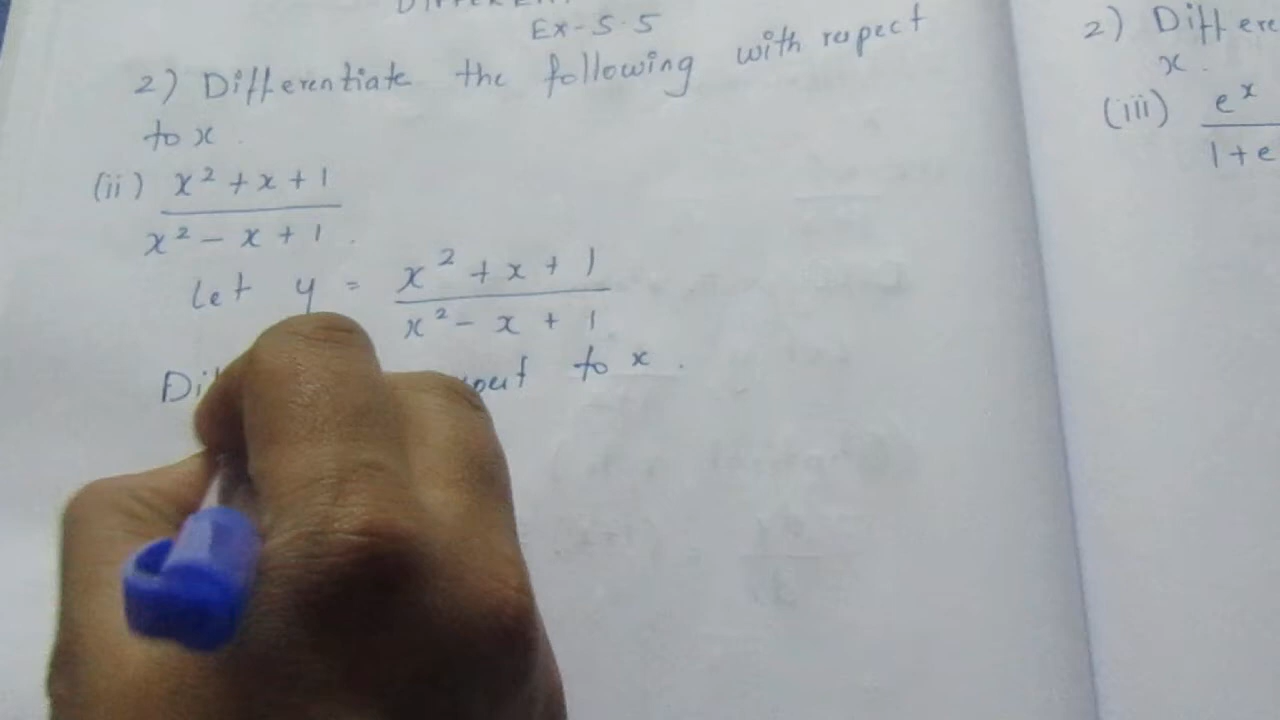 Ex-5.5
2) Differentiate the following with respect
to x.
(ii) x² + x + 1
x² - x + 1.
Let y = x² + x + 1
x² - x + 1
to x.
2) Differe
x.
(iii) eˣ
1 + e